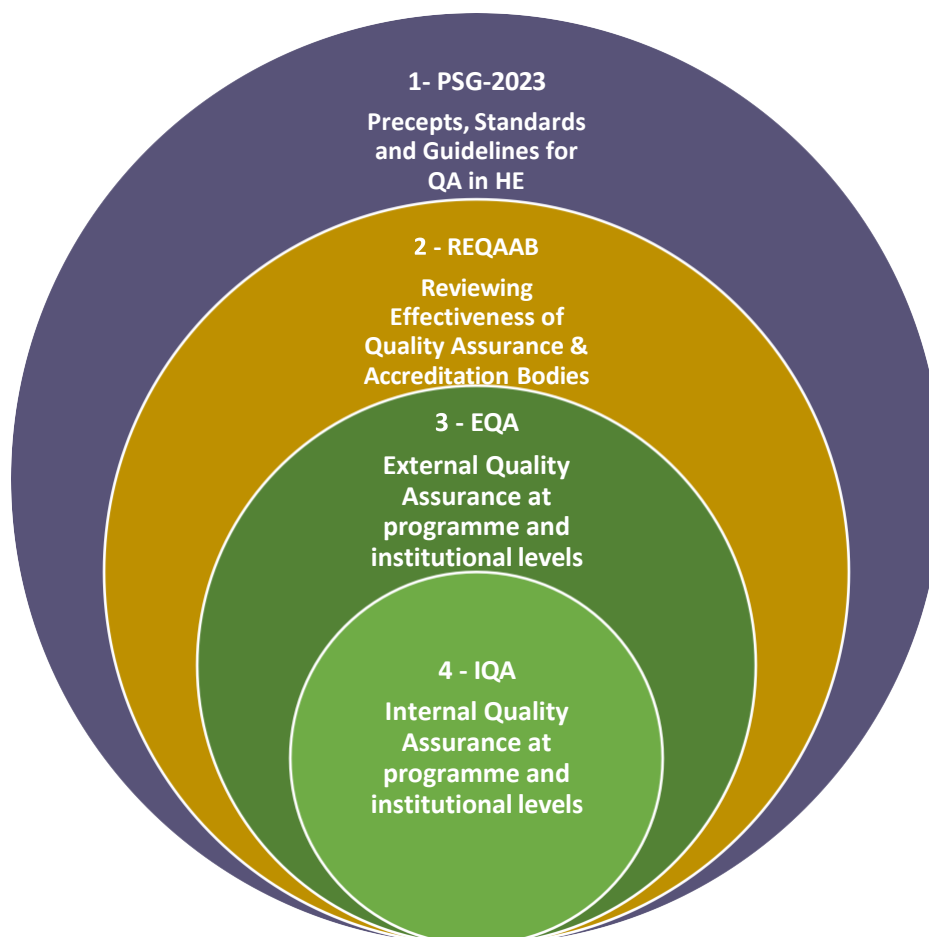 1- PSG-2023
Precepts, Standards
and Guidelines for
QA in HE
2 - REQAAB
Reviewing
Effectiveness of
Quality Assurance &
Accreditation Bodies
3 - EQA
External Quality
Assurance at
programme and
institutional levels
4 - IQA
Internal Quality
Assurance at
programme and
institutional levels